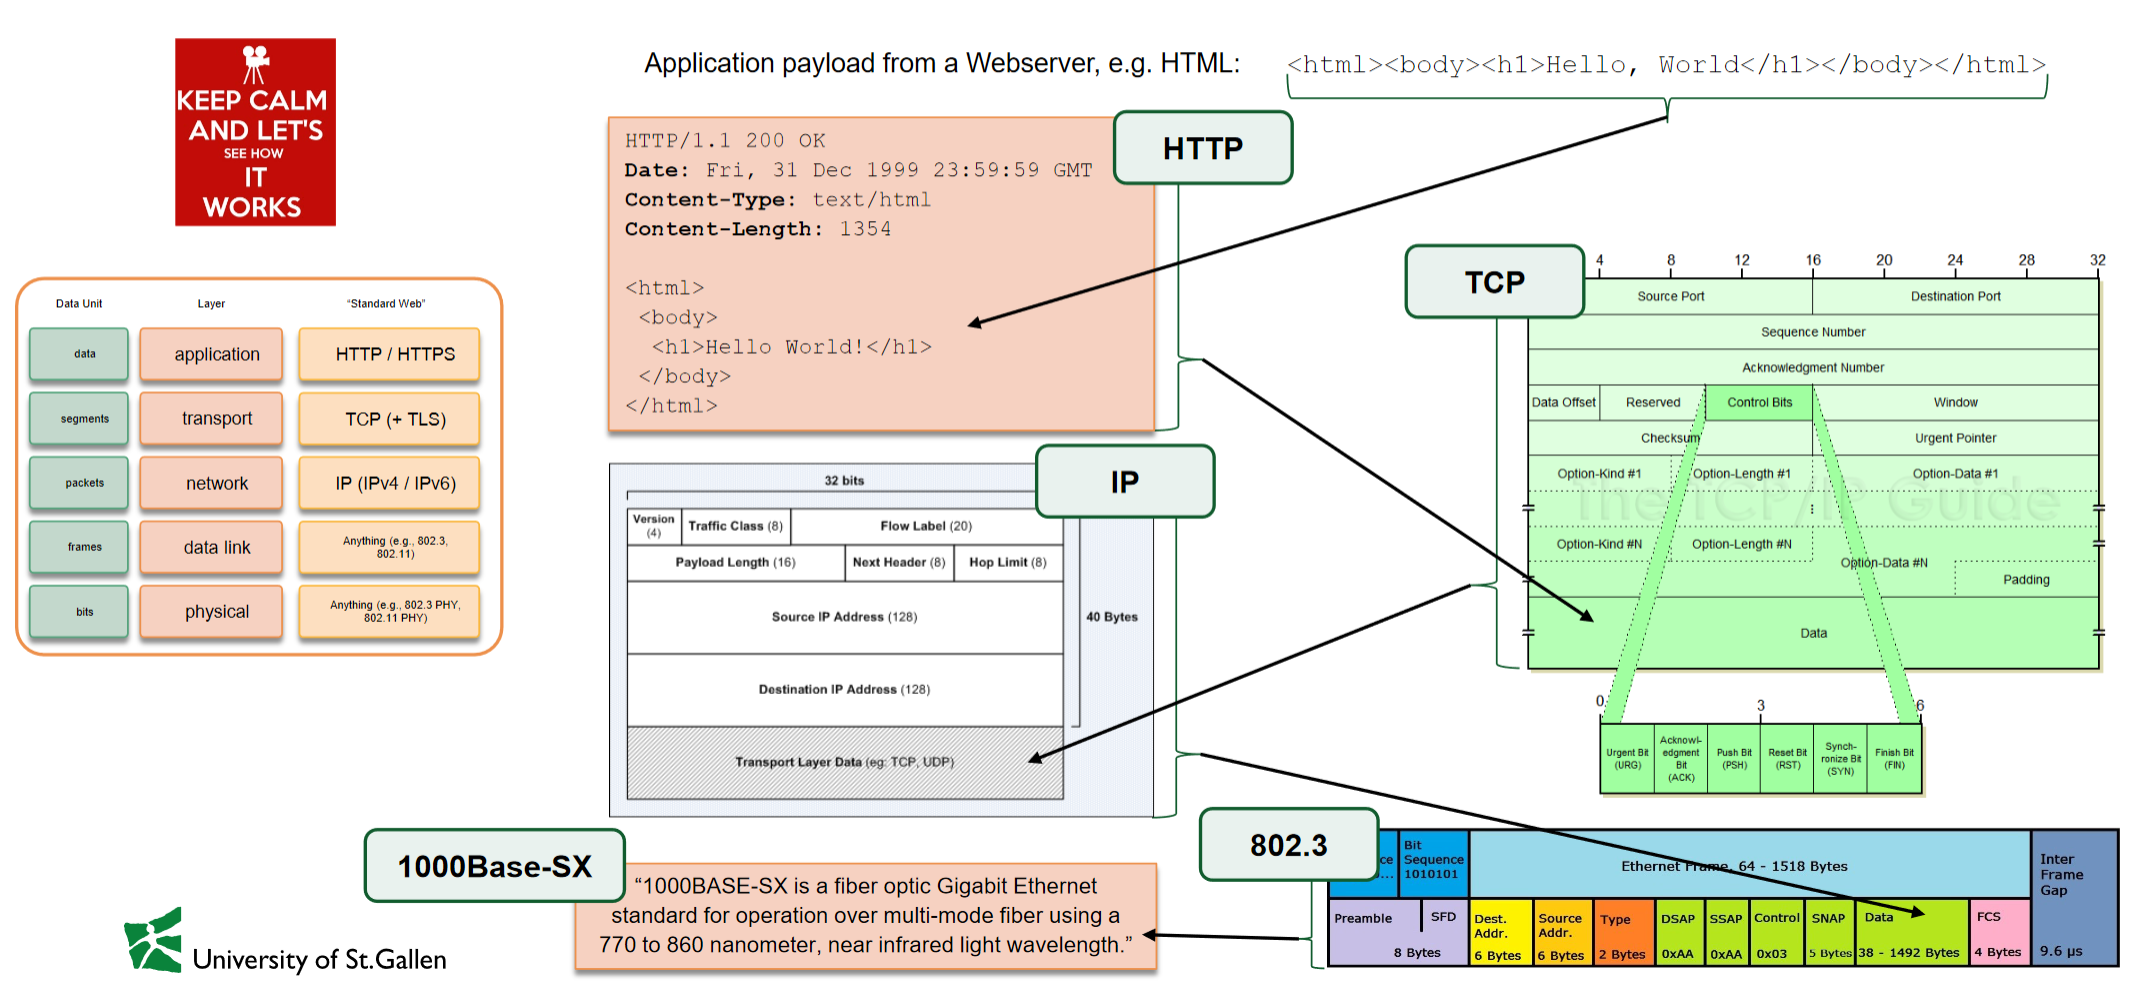 KEEP CALM
AND LET'S
SEE HOW
IT
WORKS
Application payload from a Webserver, e.g. HTML:
<html><body><h1>Hello, World</h1></body></html>
HTTP
HTTP/1.1 200 OK
Date: Fri, 31 Dec 1999 23:59:59 GMT
Content-Type: text/html
Content-Length: 1354
<html>
<body>
<h1>Hello World!</h1>
</body>
</html>
Data Unit Layer "Standard Web"
data application HTTP / HTTPS
segments transport TCP (+ TLS)
packets network IP (IPv4 / IPv6)
frames data link Anything (e.g., 802.3,
802.11)
bits physical Anything (e.g., 802.3 PHY,
802.11 PHY)
TCP
4 8 12 16 20 24 28 32
Source Port Destination Port
Sequence Number
Acknowledgment Number
Data Offset Reserved Control Bits Window
Checksum Urgent Pointer
Option-Kind #1 Option-Length #1 Option-Data #1
The TCP/IP Guide
Option-Kind #N Option-Length #N
Option-Data #N
Padding
Data
0 3 6
Urgent Bit
(URG)
Acknowl-
edgment
Bit
(ACK)
Push Bit
(PSH)
Reset Bit
(RST)
Synch-
ronize Bit
(SYN)
Finish Bit
(FIN)
IP
32 bits
Version
(4)
Traffic Class (8) Flow Label (20)
Payload Length (16) Next Header (8) Hop Limit (8)
Source IP Address (128)
40 Bytes
Destination IP Address (128)
Transport Layer Data (eg: TCP, UDP)
1000Base-SX
“1000BASE-SX is a fiber optic Gigabit Ethernet
standard for operation over multi-mode fiber using a
770 to 860 nanometer, near infrared light wavelength.”
802.3
Bit
Sequence
1010101
Ethernet Frame, 64 - 1518 Bytes
Inter
Frame
Gap
9.6 µs
Preamble SFD
8 Bytes
Dest.
Addr.
6 Bytes
Source
Addr.
6 Bytes
Type
2 Bytes
DSAP
0xAA
SSAP
0xAA
Control
0x03
SNAP
5 Bytes
Data
38 - 1492 Bytes
FCS
4 Bytes
University of St.Gallen